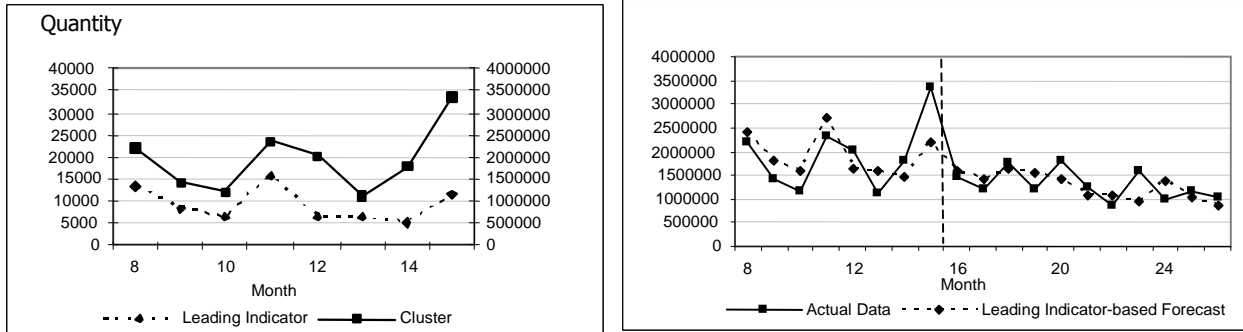 Quantity
40000 4000000
35000 3500000
30000 3000000
25000 2500000
20000 2000000
15000 1500000
10000 1000000
5000 500000
0 0
8 10 12 14
Month
Leading Indicator Cluster
4000000
3500000
3000000
2500000
2000000
1500000
1000000
500000
0
8 12 16 20 24
Month
Actual Data Leading Indicator-based Forecast